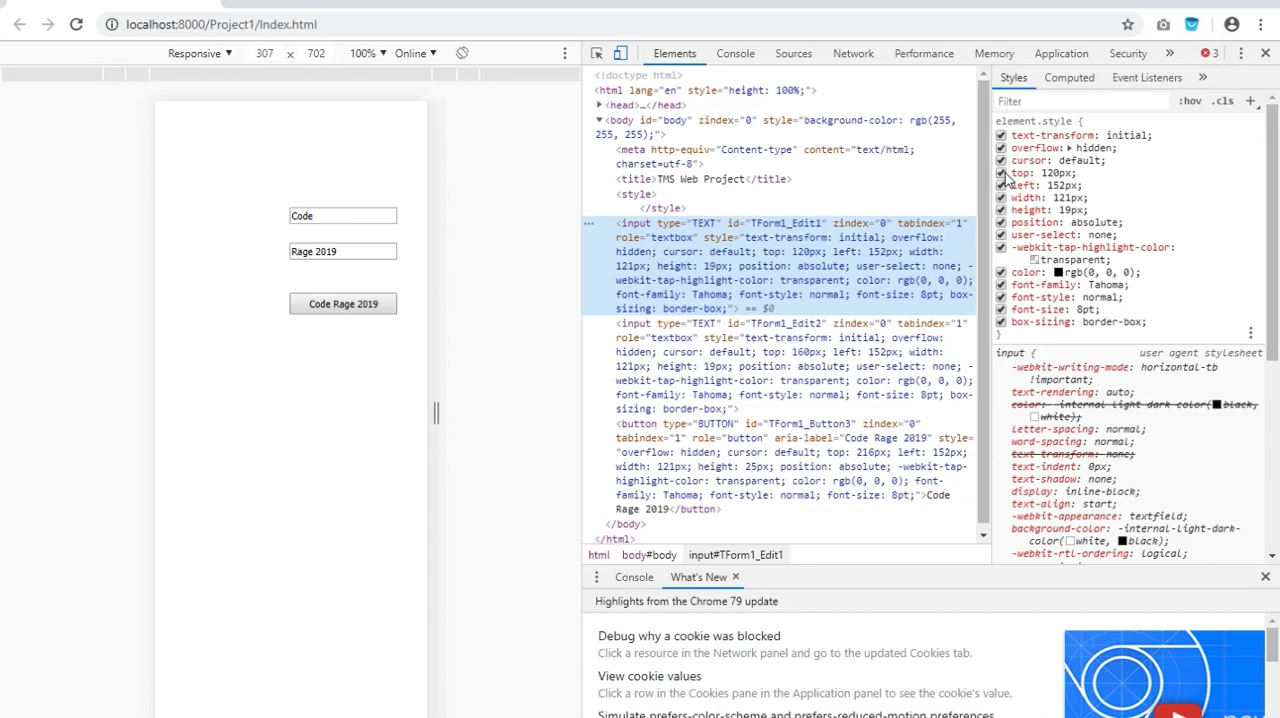 localhost:8000/Project1/Index.html
Responsive ▼ 307 × 702 100% ▼ Online ▼
Code
Rage 2019
Code Rage 2019
Elements Console Sources Network Performance Memory Application Security » 3
<!doctype html>
<html lang="en" style="height: 100%;">
▶<head>…</head>
▼<body id="body" zindex="0" style="background-color: rgb(255,
255, 255);">
<meta http-equiv="Content-type" content="text/html;
charset=utf-8">
<title>TMS Web Project</title>
<style>
</style>
… <input type="TEXT" id="TForm1_Edit1" zindex="0" tabindex="1"
role="textbox" style="text-transform: initial; overflow:
hidden; cursor: default; top: 120px; left: 152px; width:
121px; height: 19px; position: absolute; user-select: none; -
webkit-tap-highlight-color: transparent; color: rgb(0, 0, 0);
font-family: Tahoma; font-style: normal; font-size: 8pt; box-
sizing: border-box;"> == $0
<input type="TEXT" id="TForm1_Edit2" zindex="0" tabindex="1"
role="textbox" style="text-transform: initial; overflow:
hidden; cursor: default; top: 160px; left: 152px; width:
121px; height: 19px; position: absolute; user-select: none; -
webkit-tap-highlight-color: transparent; color: rgb(0, 0, 0);
font-family: Tahoma; font-style: normal; font-size: 8pt; box-
sizing: border-box;">
<button type="BUTTON" id="TForm1_Button3" zindex="0"
tabindex="1" role="button" aria-label="Code Rage 2019" style=
"overflow: hidden; cursor: default; top: 216px; left: 152px;
width: 121px; height: 25px; position: absolute; -webkit-tap-
highlight-color: transparent; color: rgb(0, 0, 0); font-
family: Tahoma; font-style: normal; font-size: 8pt;">Code
Rage 2019</button>
</body>
</html>
html body#body input#TForm1_Edit1
Styles Computed Event Listeners »
Filter :hov .cls +
element.style {
text-transform: initial;
overflow: ▶ hidden;
cursor: default;
top: 120px;
left: 152px;
width: 121px;
height: 19px;
position: absolute;
user-select: none;
-webkit-tap-highlight-color:
transparent;
color: rgb(0, 0, 0);
font-family: Tahoma;
font-style: normal;
font-size: 8pt;
box-sizing: border-box;
}
input { user agent stylesheet
-webkit-writing-mode: horizontal-tb
!important;
text-rendering: auto;
color: -internal-light-dark-color(black,
white);
letter-spacing: normal;
word-spacing: normal;
text-transform: none;
text-indent: 0px;
text-shadow: none;
display: inline-block;
text-align: start;
-webkit-appearance: textfield;
background-color: -internal-light-dark-
color(white, black);
-webkit-rtl-ordering: logical;
Console What's New ×
Highlights from the Chrome 79 update
Debug why a cookie was blocked
Click a resource in the Network panel and go to the updated Cookies tab.
View cookie values
Click a row in the Cookies pane in the Application panel to see the cookie's value.
Simulate prefers-color-scheme and prefers-reduced-motion preferences